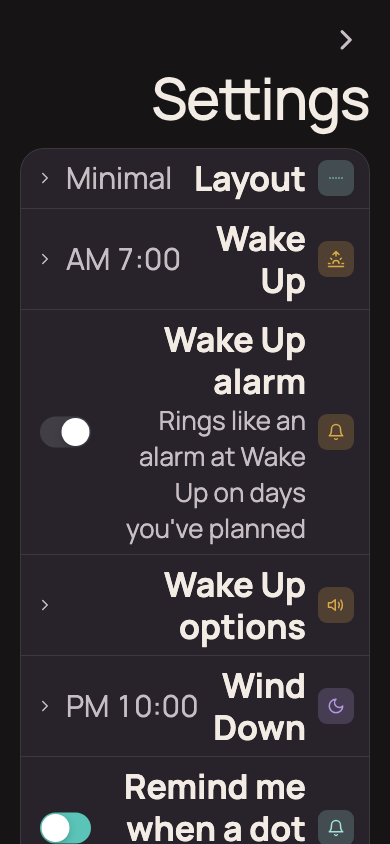 Settings
Layout
Minimal
Wake
Up
AM 7:00
Wake Up
alarm
Rings like an
alarm at Wake
Up on days
you've planned
Wake Up
options
Wind
Down
PM 10:00
Remind me
when a dot